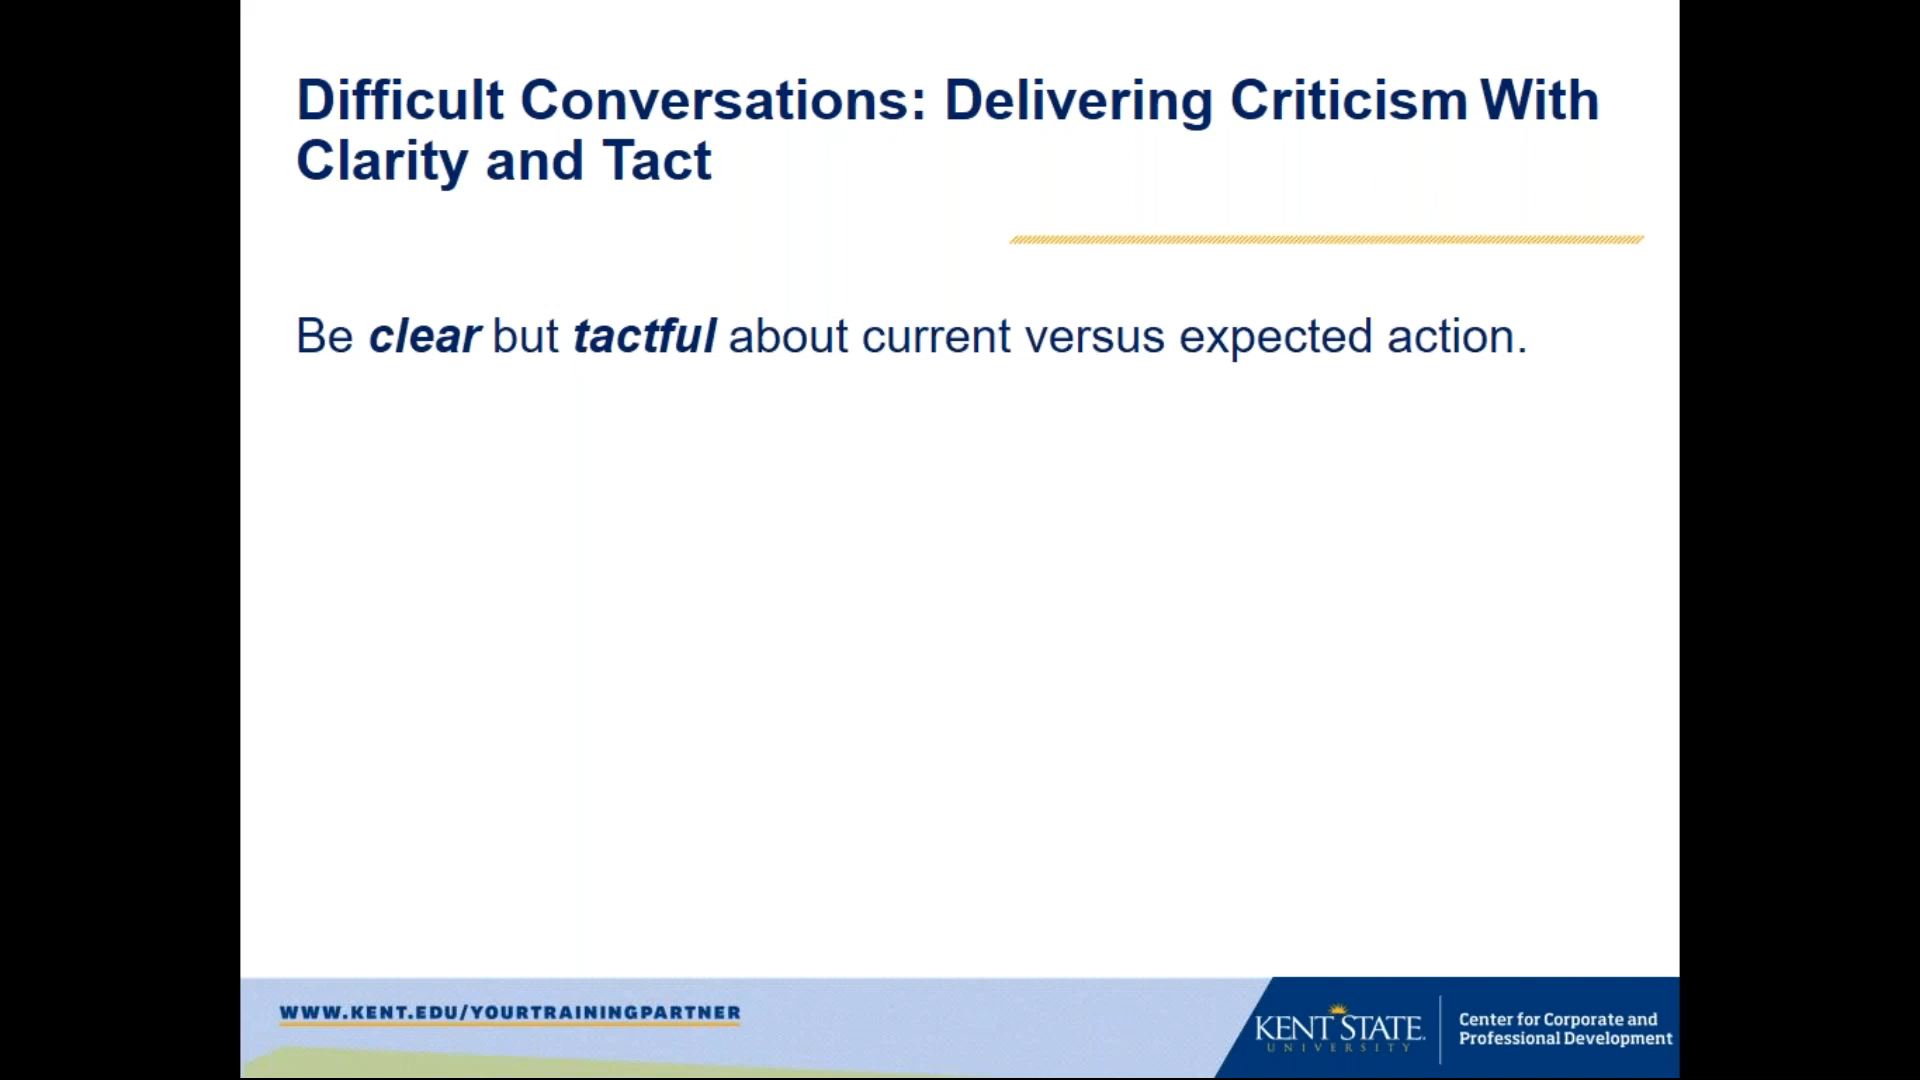 Difficult Conversations: Delivering Criticism With
Clarity and Tact
Be clear but tactful about current versus expected action.
WWW.KENT.EDU/YOURTRAININGPARTNER
KENT STATE
UNIVERSITY
Center for Corporate and
Professional Development